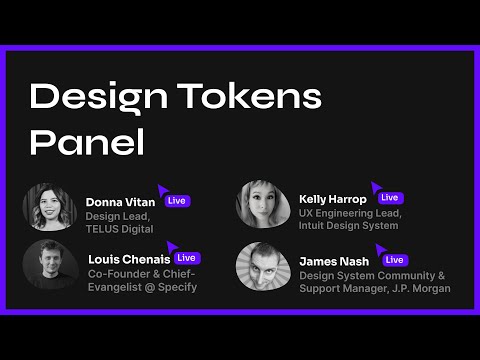 Design Tokens
Panel
Donna Vitan
Live
Design Lead,
TELUS Digital
Kelly Harrop
Live
UX Engineering Lead,
Intuit Design System
Louis Chenais
Live
Co-Founder & Chief-
Evangelist @ Specify
James Nash
Live
Design System Community &
Support Manager, J.P. Morgan